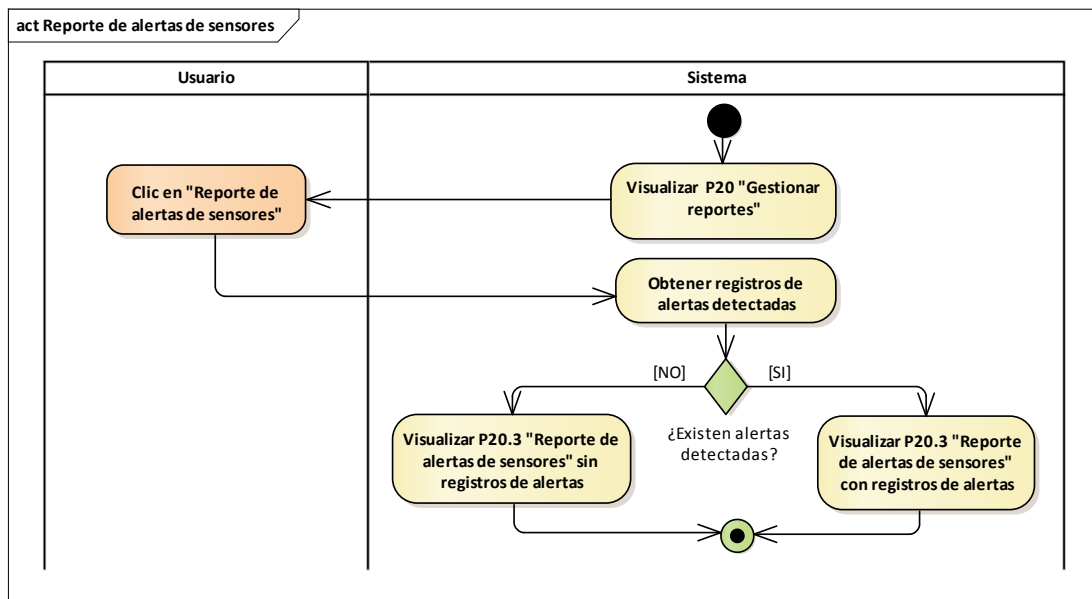 act Reporte de alertas de sensores
Usuario
Sistema
Visualizar P20 "Gestionar
reportes"
Clic en "Reporte de
alertas de sensores"
Obtener registros de
alertas detectadas
[NO]
[SI]
¿Existen alertas
detectadas?
Visualizar P20.3 "Reporte de
alertas de sensores" sin
registros de alertas
Visualizar P20.3 "Reporte
de alertas de sensores"
con registros de alertas